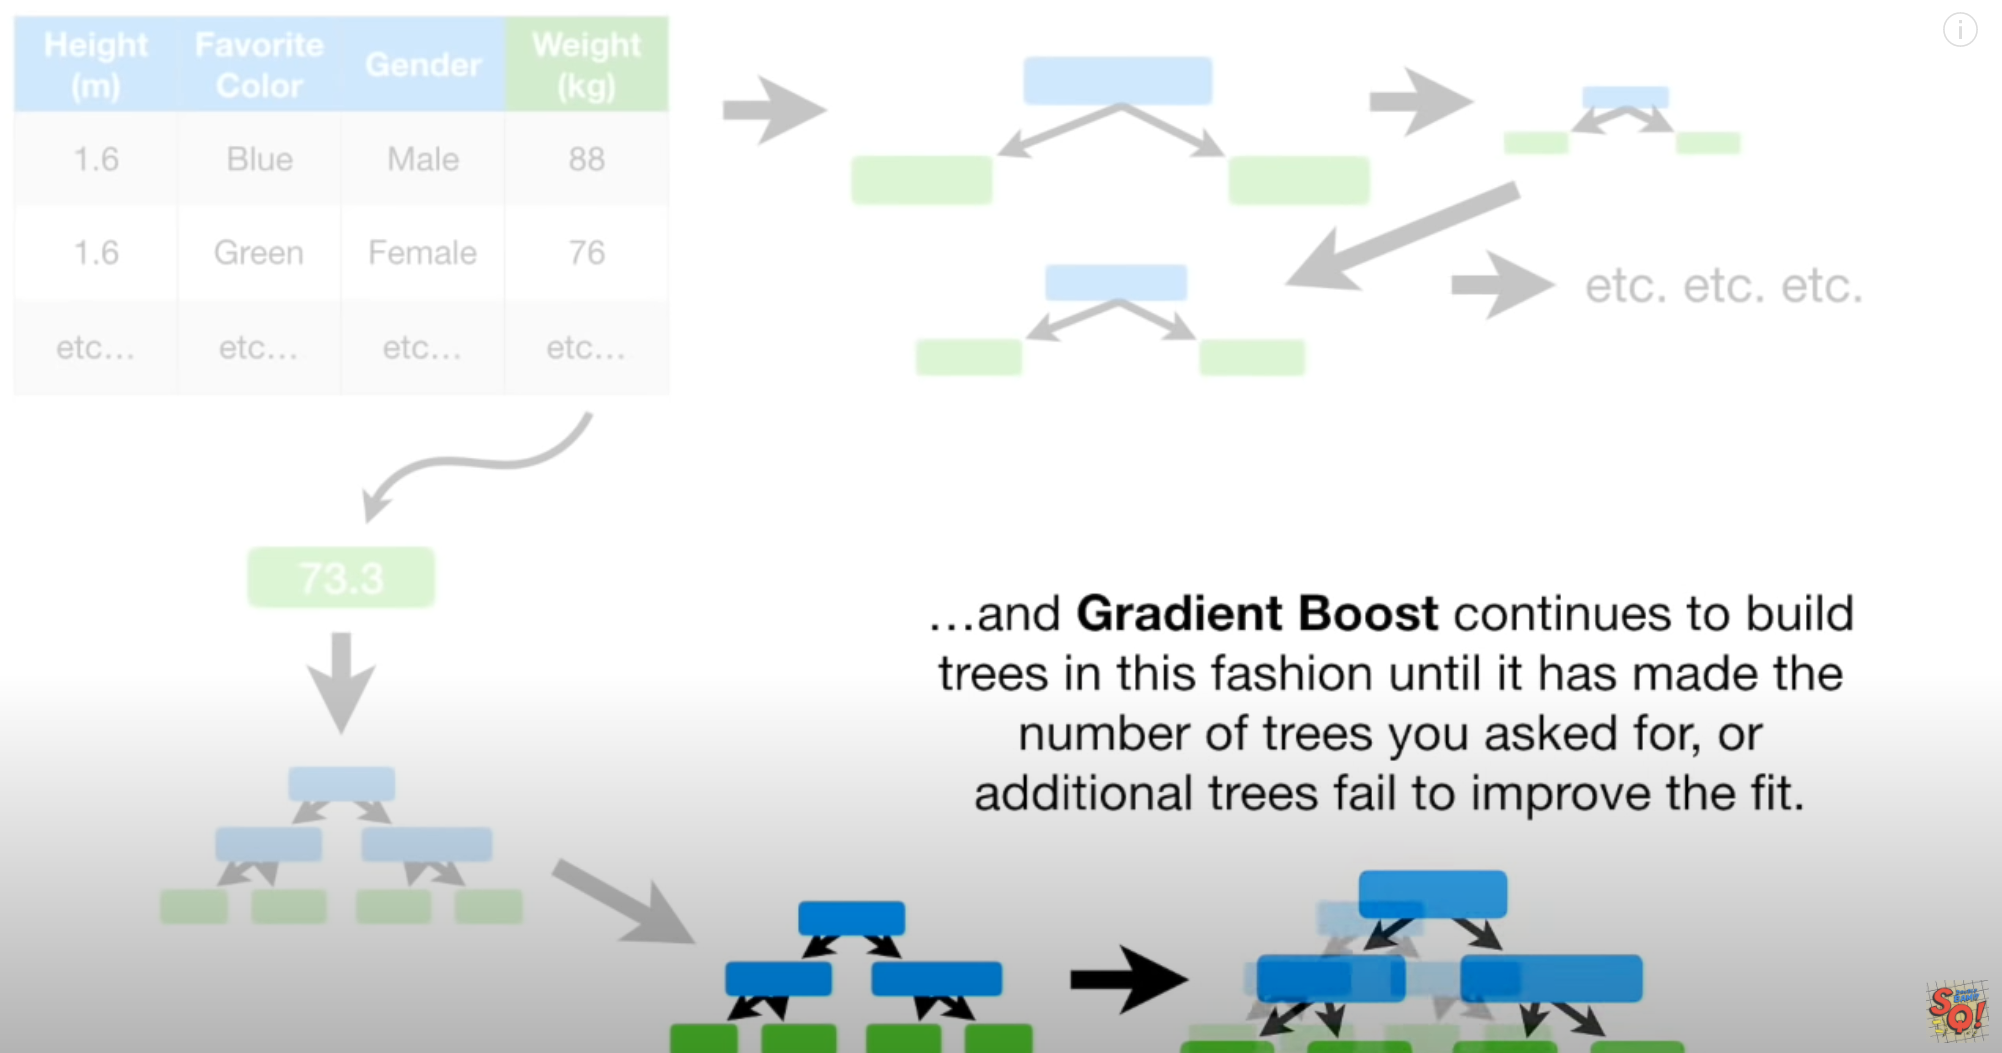 Height (m) Favorite Color Gender Weight (kg)
1.6 Blue Male 88
1.6 Green Female 76
etc... etc... etc... etc...
etc. etc. etc.
73.3
...and Gradient Boost continues to build
trees in this fashion until it has made the
number of trees you asked for, or
additional trees fail to improve the fit.
SQ!